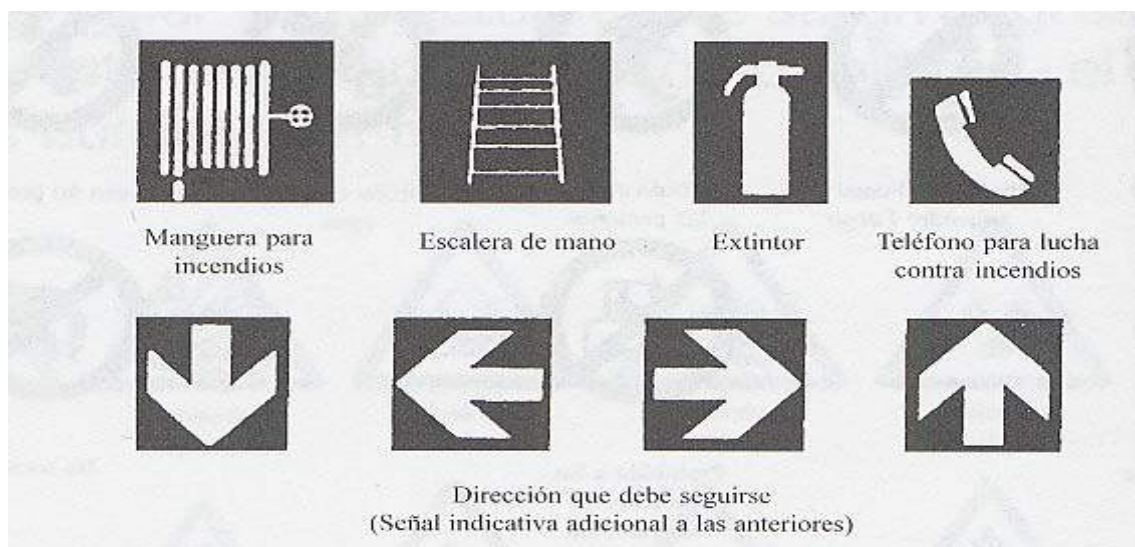 Manguera para
incendios
Escalera de mano
Extintor
Teléfono para lucha
contra incendios
Dirección que debe seguirse
(Señal indicativa adicional a las anteriores)